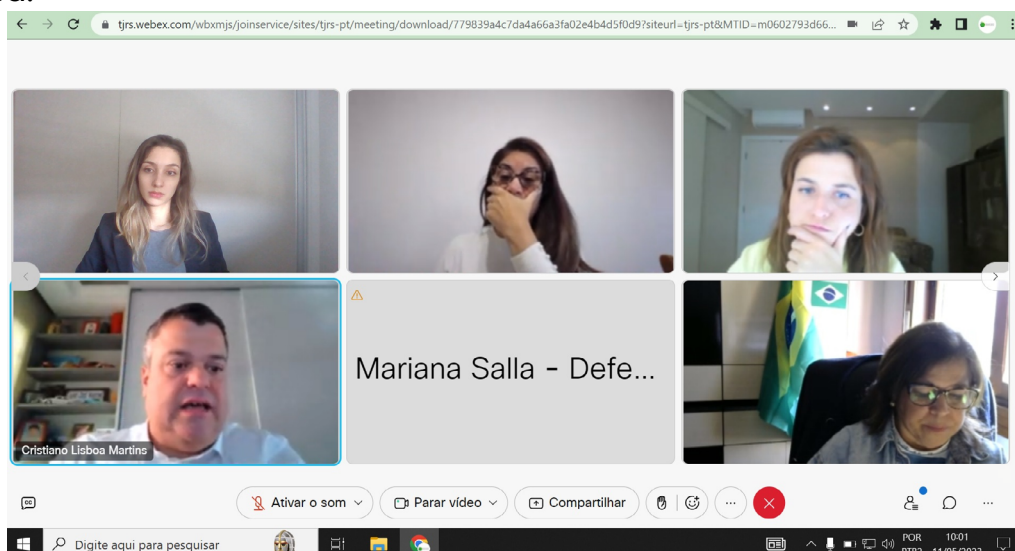 tjrs.webex.com/wbxmjs/joinservice/sites/tjrs-pt/meeting/download/779839a4c7da4a66a3fa02e4b4d5f0d9?siteurl=tjrs-pt&MTID=m0602793d66...
Mariana Salla - Defe...
Cristiano Lisboa Martins
Ativar o som
Parar vídeo
Compartilhar
Digite aqui para pesquisar
POR
10:01
PTB2